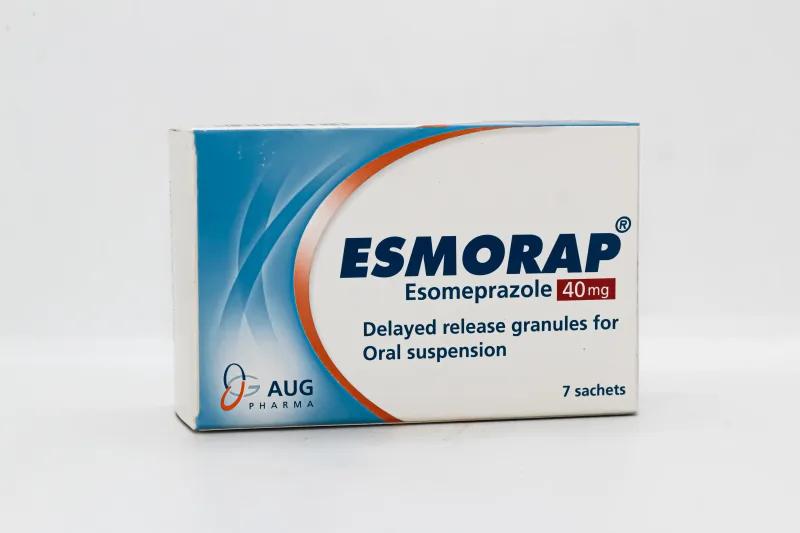 ESMORAP®
Esomeprazole 40mg
Delayed release granules for
Oral suspension
7 sachets
AUG
PHARMA